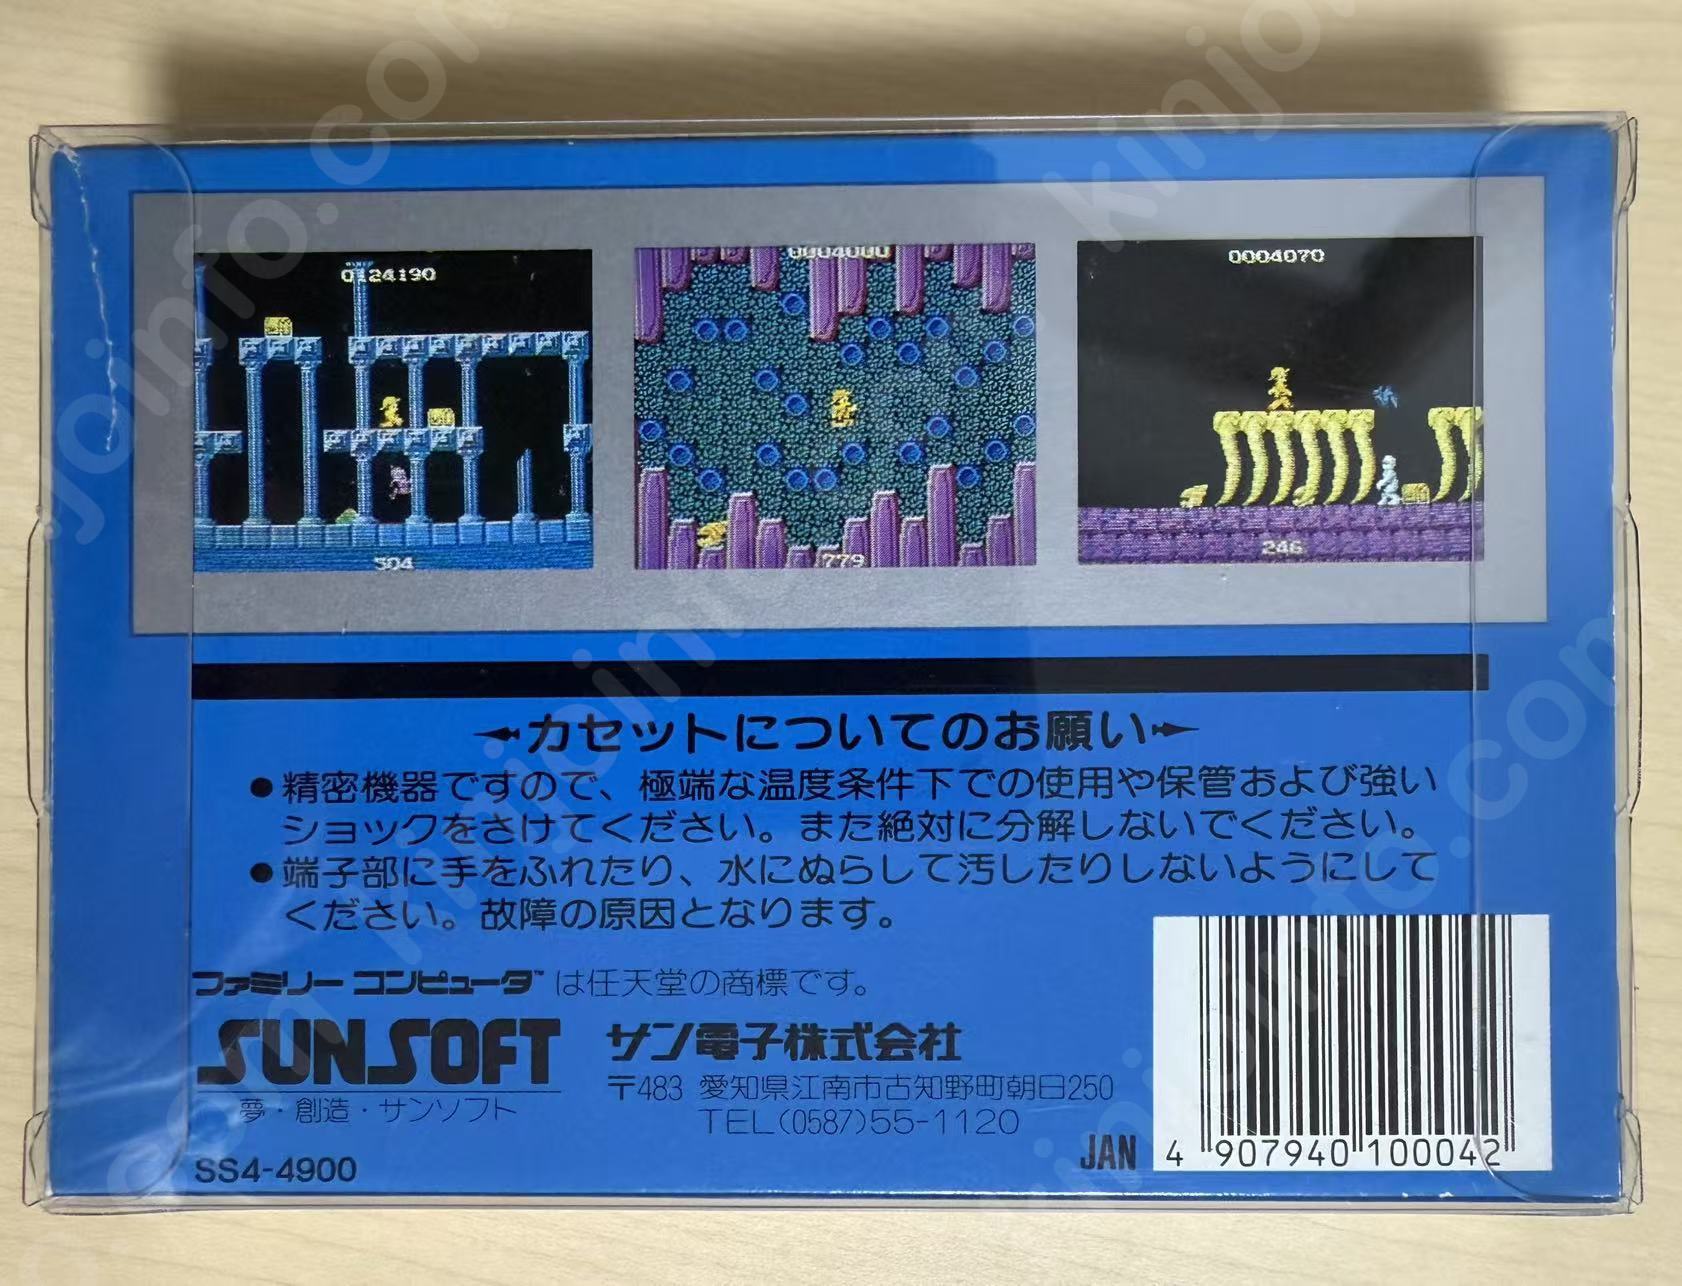 0124190
0004000
0004070
504
779
246
カセットについてのお願い
●精密機器ですので、極端な温度条件下での使用や保管および強い
ショックをさけてください。また絶対に分解しないでください。
●端子部に手をふれたり、水にぬらして汚したりしないようにして
ください。故障の原因となります。
ファミリーコンピュータ™は任天堂の商標です。
SUNSOFT
夢・創造・サンソフト
サン電子株式会社
〒483 愛知県江南市古知野町朝日250
TEL(0587)55-1120
SS4-4900
JAN
4 907940 100042
kinjoinfo.com